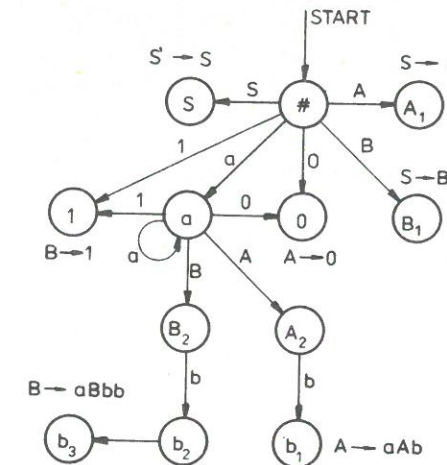 START
S' → S
S →
S
S
#
A
A₁
1
a
0
B
S → B
1
1
a
0
0
B₁
B → 1
a
A → 0
B
A
B₂
A₂
b
b
B → aBbb
b₃
b₂
b₁
A → aAb